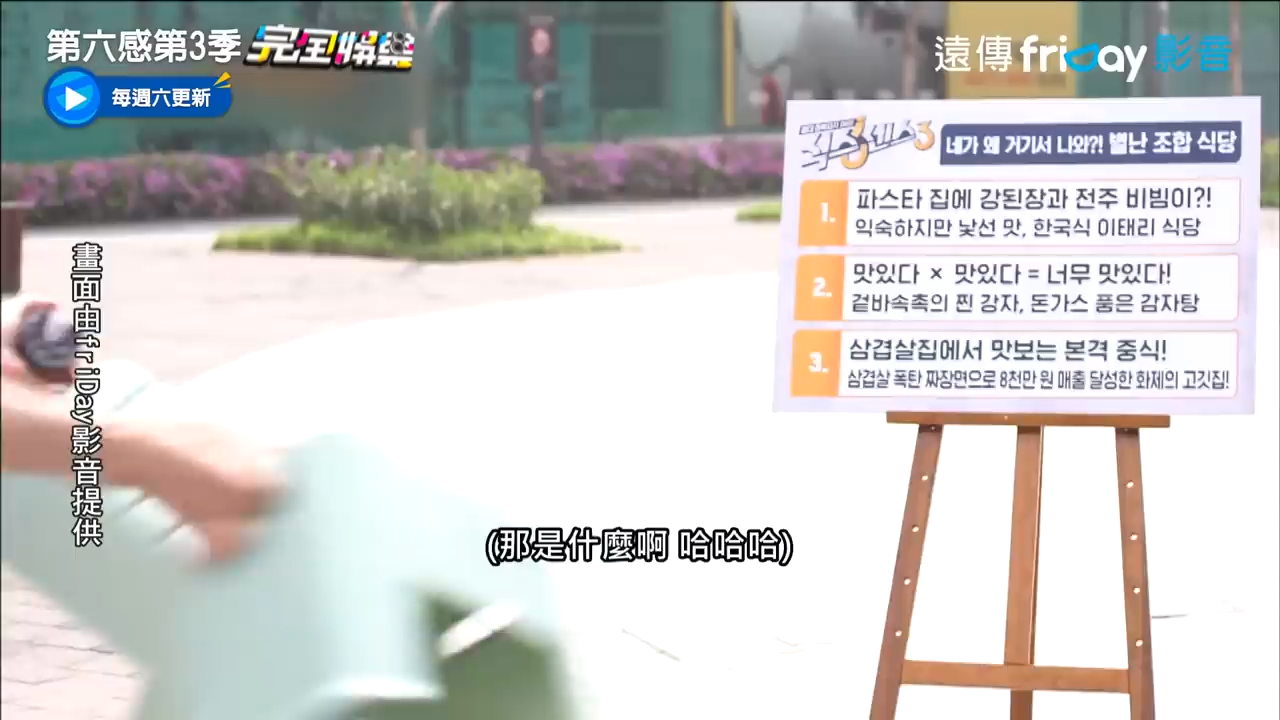 第六感第3季 完全娛樂
每週六更新
遠傳 friDay 影音
식스센스3
네가 왜 거기서 나와?! 별난 조합 식당
1. 파스타 집에 강된장과 전주 비빔이?!
익숙하지만 낯선 맛, 한국식 이태리 식당
2. 맛있다 × 맛있다 = 너무 맛있다!
겉바속촉의 찐 강자, 돈가스 품은 감자탕
3. 삼겹살집에서 맛보는 본격 중식!
삼겹살 폭탄 짜장면으로 8천만 원 매출 달성한 화제의 고깃집!
畫面由friDay影音提供
(那是什麼啊 哈哈哈)